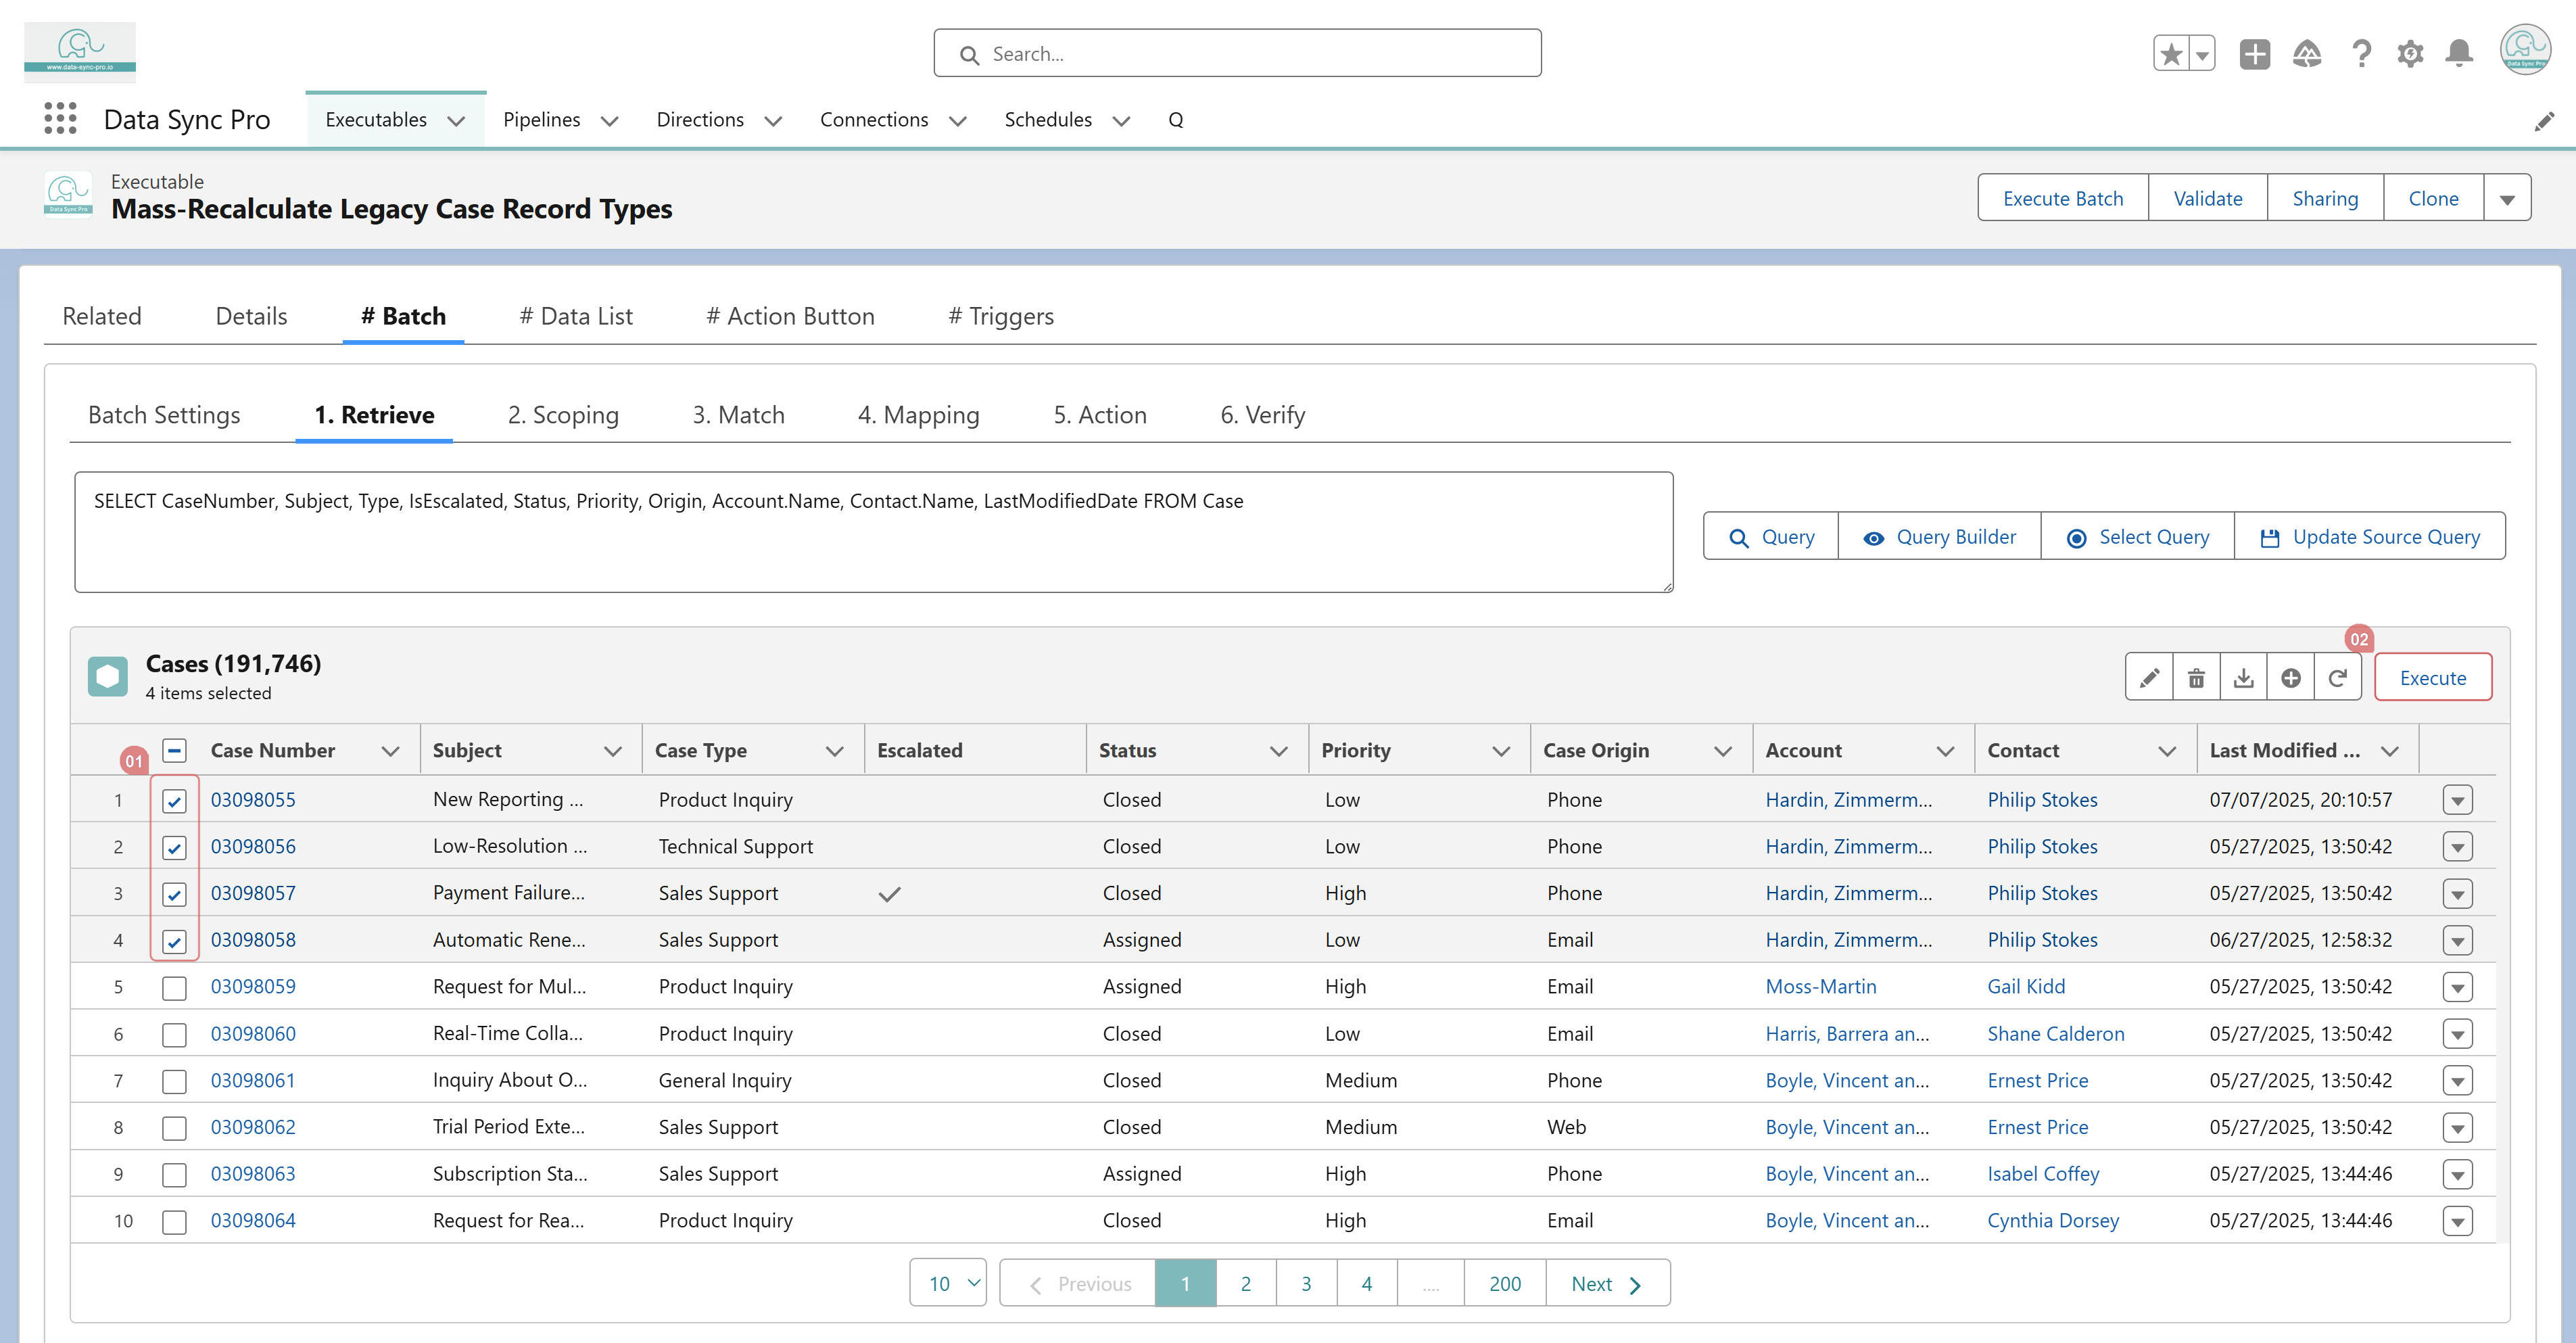 www.data-sync-pro.io
Search...
Data Sync Pro
Data Sync Pro Executables Pipelines Directions Connections Schedules Q
Data Sync Pro
Executable
Mass-Recalculate Legacy Case Record Types
Execute Batch Validate Sharing Clone
Related Details # Batch # Data List # Action Button # Triggers
Batch Settings 1. Retrieve 2. Scoping 3. Match 4. Mapping 5. Action 6. Verify
SELECT CaseNumber, Subject, Type, IsEscalated, Status, Priority, Origin, Account.Name, Contact.Name, LastModifiedDate FROM Case
Query Query Builder Select Query Update Source Query
Cases (191,746)
4 items selected
02
Execute
01
Case Number Subject Case Type Escalated Status Priority Case Origin Account Contact Last Modified ...
1 03098055 New Reporting ... Product Inquiry Closed Low Phone Hardin, Zimmerm... Philip Stokes 07/07/2025, 20:10:57
2 03098056 Low-Resolution ... Technical Support Closed Low Phone Hardin, Zimmerm... Philip Stokes 05/27/2025, 13:50:42
3 03098057 Payment Failure... Sales Support Closed High Phone Hardin, Zimmerm... Philip Stokes 05/27/2025, 13:50:42
4 03098058 Automatic Rene... Sales Support Assigned Low Email Hardin, Zimmerm... Philip Stokes 06/27/2025, 12:58:32
5 03098059 Request for Mul... Product Inquiry Assigned High Email Moss-Martin Gail Kidd 05/27/2025, 13:50:42
6 03098060 Real-Time Colla... Product Inquiry Closed Low Email Harris, Barrera an... Shane Calderon 05/27/2025, 13:50:42
7 03098061 Inquiry About O... General Inquiry Closed Medium Phone Boyle, Vincent an... Ernest Price 05/27/2025, 13:50:42
8 03098062 Trial Period Exte... Sales Support Closed Medium Web Boyle, Vincent an... Ernest Price 05/27/2025, 13:50:42
9 03098063 Subscription Sta... Sales Support Assigned High Phone Boyle, Vincent an... Isabel Coffey 05/27/2025, 13:44:46
10 03098064 Request for Rea... Product Inquiry Closed High Email Boyle, Vincent an... Cynthia Dorsey 05/27/2025, 13:44:46
10 Previous 1 2 3 4 .... 200 Next